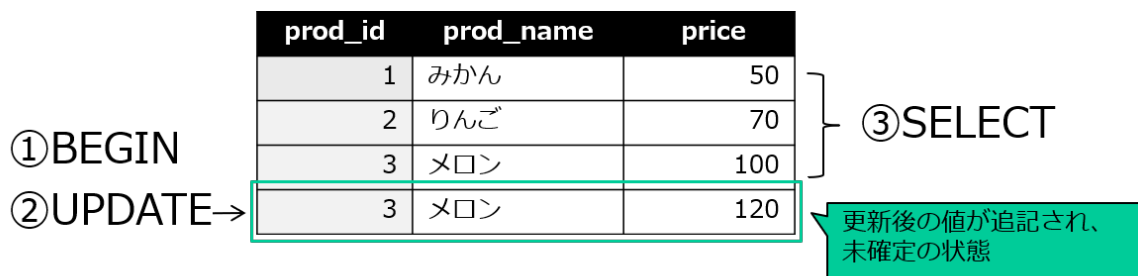 prod_id prod_name price
1 みかん 50
2 りんご 70
3 メロン 100
3 メロン 120
①BEGIN
②UPDATE→
③SELECT
更新後の値が追記され、
未確定の状態